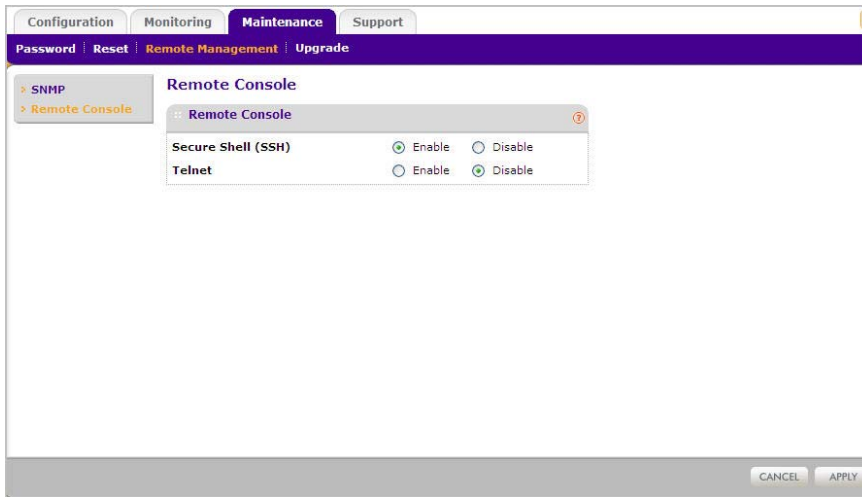 Configuration Monitoring Maintenance Support
Password Reset Remote Management Upgrade
SNMP
Remote Console
Remote Console
Remote Console
?
Secure Shell (SSH) Enable Disable
Telnet Enable Disable
CANCEL APPLY